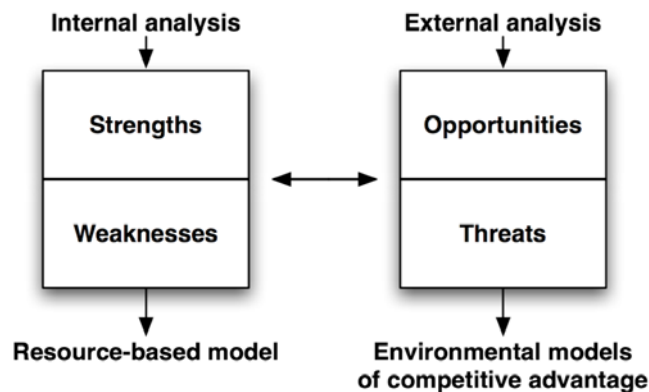 Internal analysis
External analysis
Strengths
Opportunities
Weaknesses
Threats
Resource-based model
Environmental models
of competitive advantage